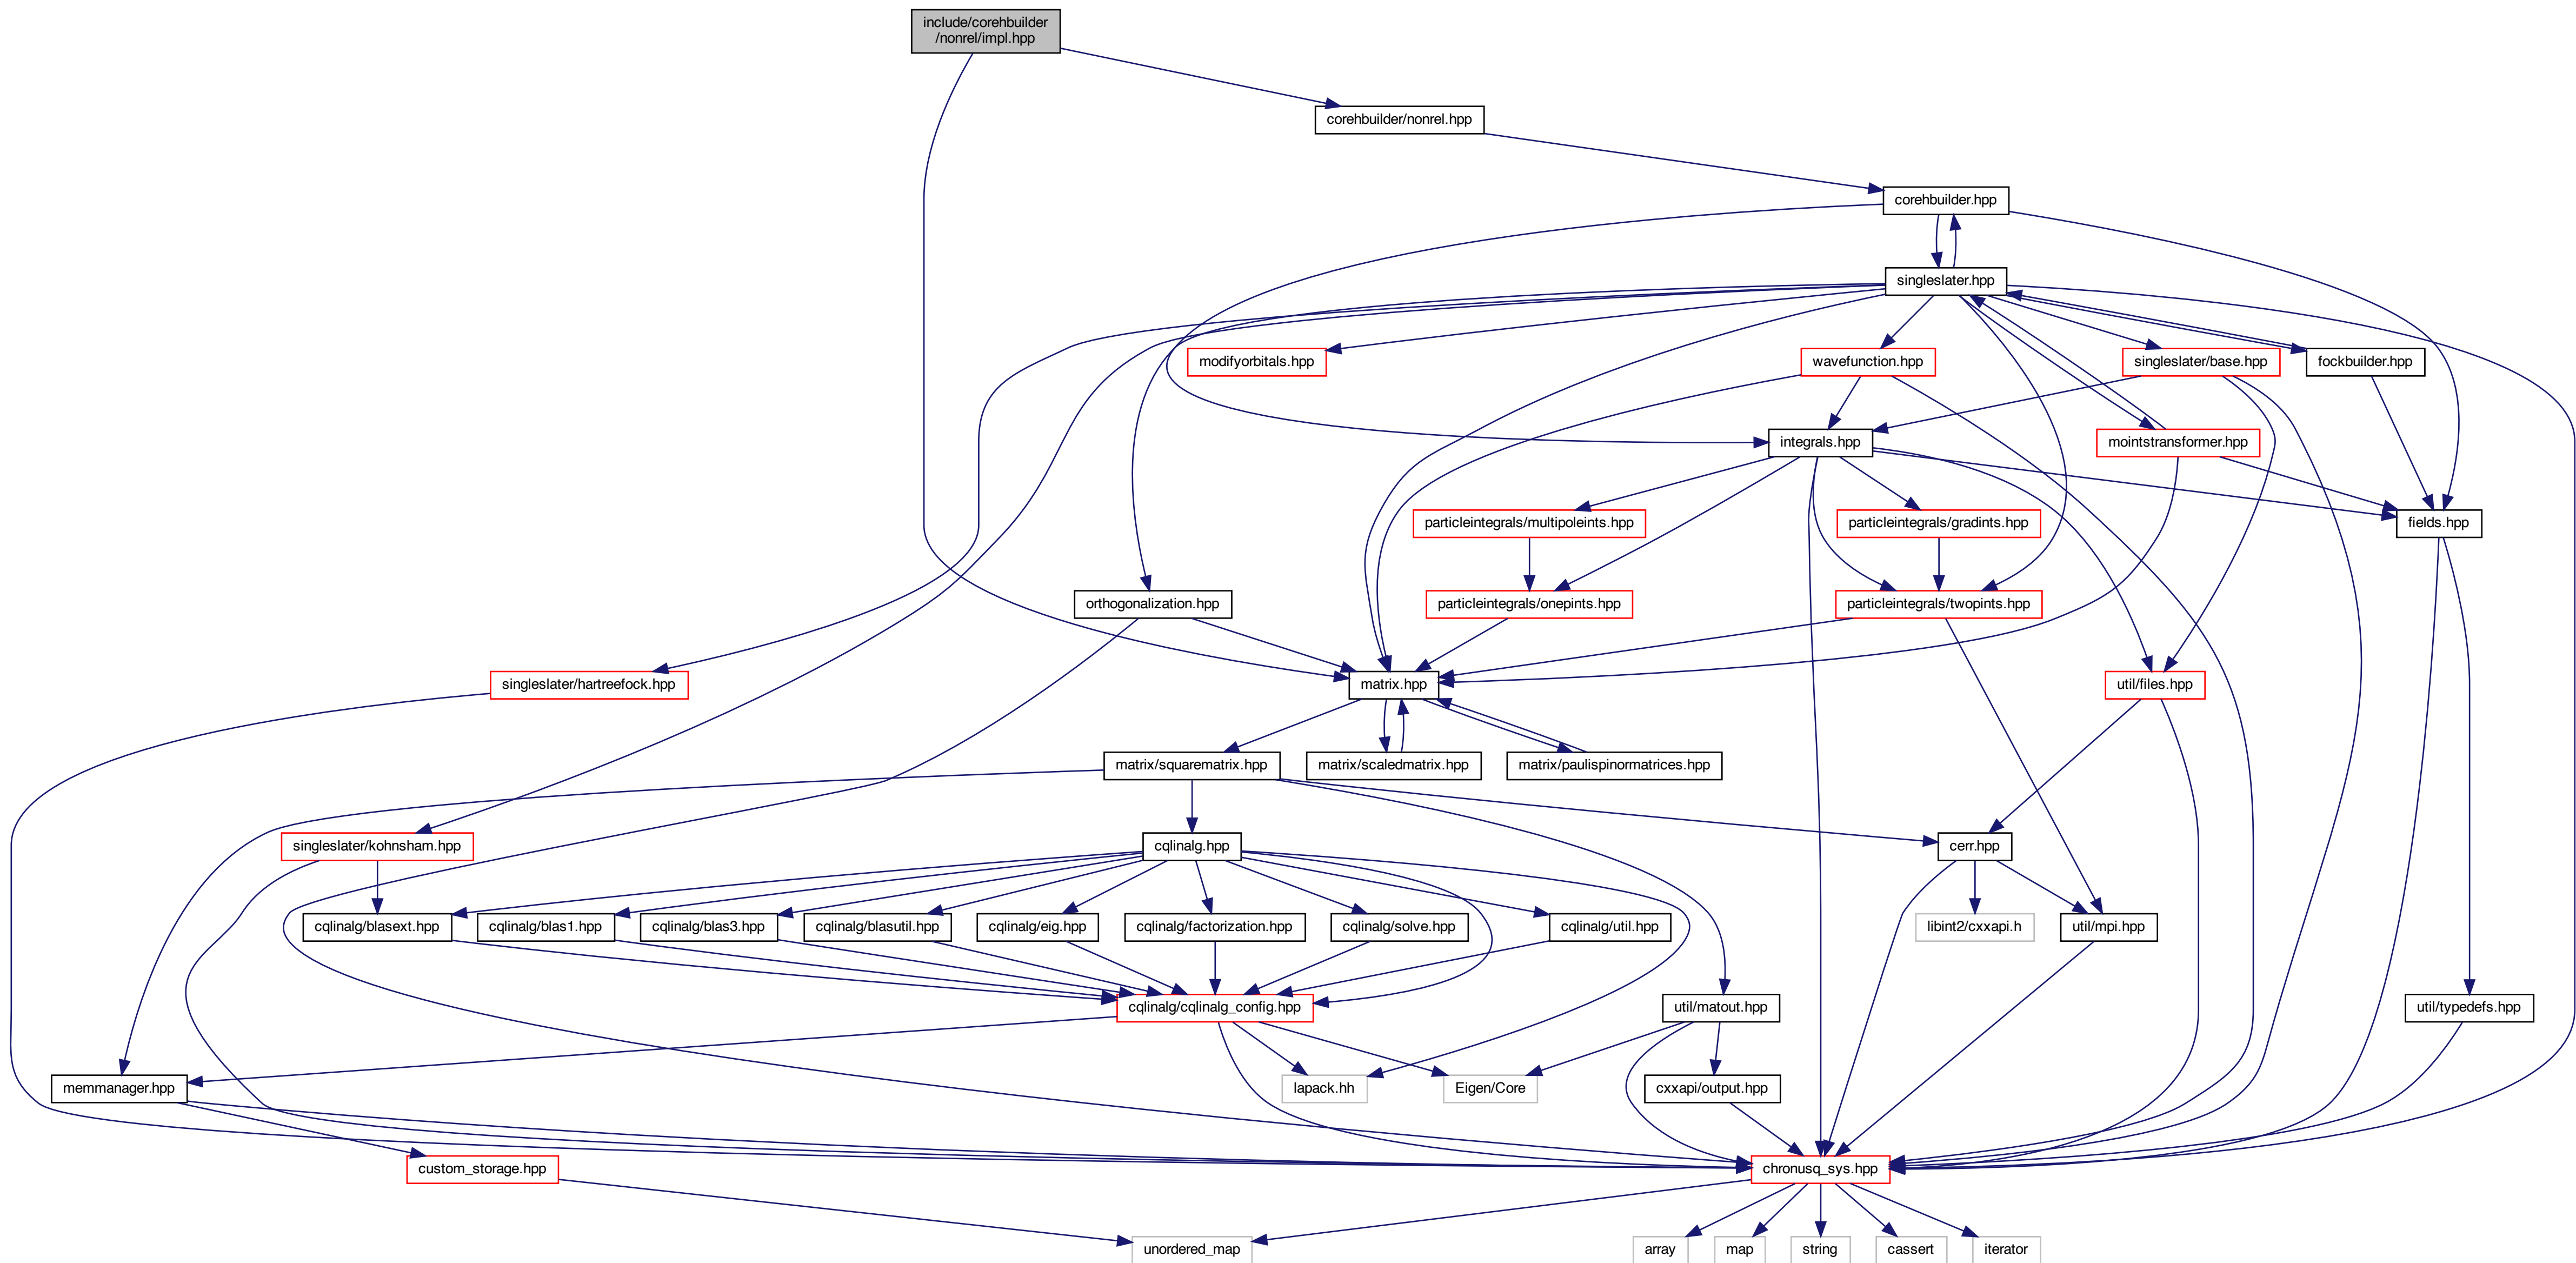 include/corehbuilder
/nonrel/impl.hpp
corehbuilder/nonrel.hpp
corehbuilder.hpp
singleslater.hpp
modifyorbitals.hpp
wavefunction.hpp
singleslater/base.hpp
fockbuilder.hpp
integrals.hpp
mointstransformer.hpp
particleintegrals/multipoleints.hpp
particleintegrals/gradints.hpp
fields.hpp
orthogonalization.hpp
particleintegrals/onepints.hpp
particleintegrals/twopints.hpp
singleslater/hartreefock.hpp
matrix.hpp
util/files.hpp
matrix/squarematrix.hpp
matrix/scaledmatrix.hpp
matrix/paulispinormatrices.hpp
singleslater/kohnsham.hpp
cqlinalg.hpp
cerr.hpp
cqlinalg/blasext.hpp
cqlinalg/blas1.hpp
cqlinalg/blas3.hpp
cqlinalg/blasutil.hpp
cqlinalg/eig.hpp
cqlinalg/factorization.hpp
cqlinalg/solve.hpp
cqlinalg/util.hpp
libint2/cxxapi.h
util/mpi.hpp
cqlinalg/cqlinalg_config.hpp
util/matout.hpp
util/typedefs.hpp
memmanager.hpp
lapack.hh
Eigen/Core
cxxapi/output.hpp
custom_storage.hpp
chronusq_sys.hpp
unordered_map
array
map
string
cassert
iterator